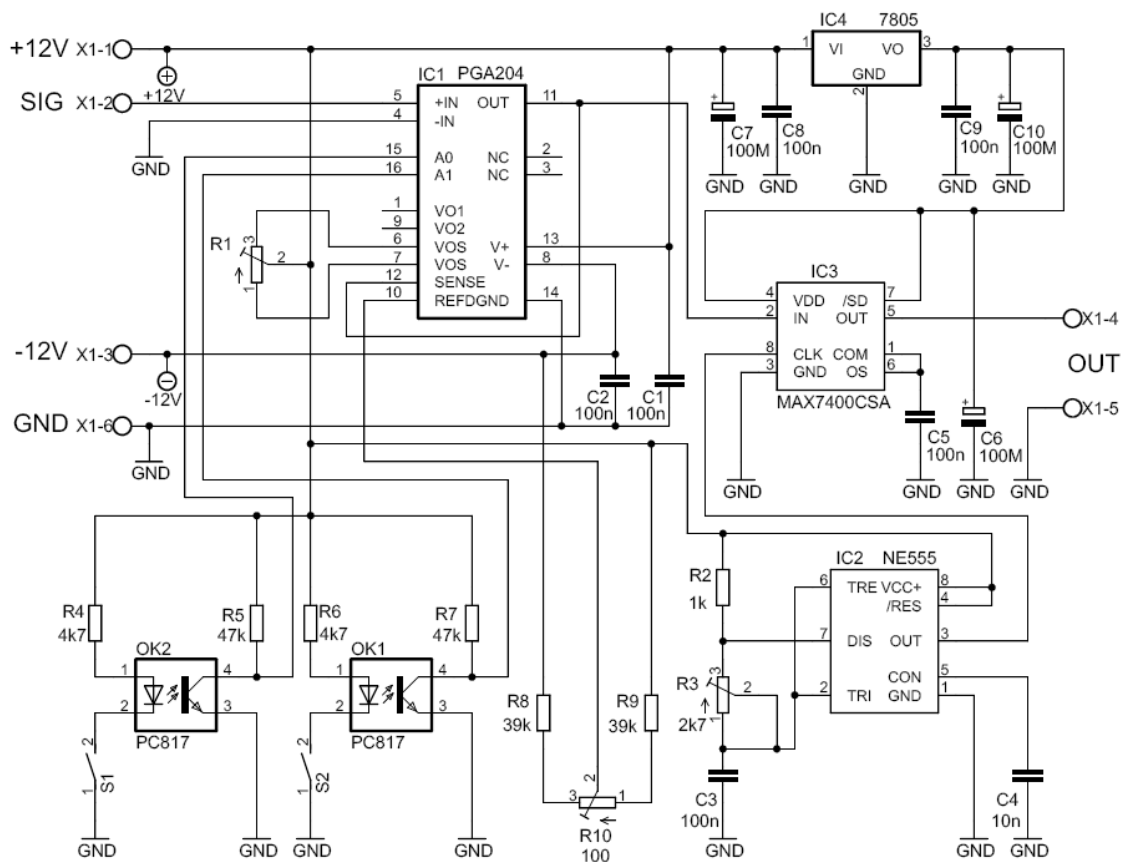 IC4 7805
+12V X1-1
1 VI VO 3
GND
2
+12V
IC1 PGA204
SIG X1-2
5 +IN OUT 11
4 -IN
GND
15 A0 NC 2
16 A1 NC 3
1 VO1
9 VO2
6 VOS V+ 13
7 VOS V- 8
12 SENSE
10 REFDGND 14
R1
3
2
1
+
C7
100M
GND
C8
100n
GND
GND
C9
100n
GND
+
C10
100M
GND
IC3
4 VDD /SD 7
2 IN OUT 5
8 CLK COM 1
3 GND OS 6
MAX7400CSA
X1-4
OUT
X1-5
-12V X1-3
-12V
GND X1-6
GND
C2
100n
C1
100n
GND
C5
100n
GND
+
C6
100M
GND
GND
R4
4k7
R5
47k
R6
4k7
R7
47k
OK2
1
2
4
3
PC817
OK1
1
2
4
3
PC817
2
1
S1
GND
GND
2
1
S2
GND
GND
R8
39k
R9
39k
3
2
1
R10
100
R2
1k
R3
2k7
3
2
1
C3
100n
GND
IC2 NE555
6 TRE VCC+ 8
/RES 4
7 DIS OUT 3
CON 5
2 TRI GND 1
GND
C4
10n
GND